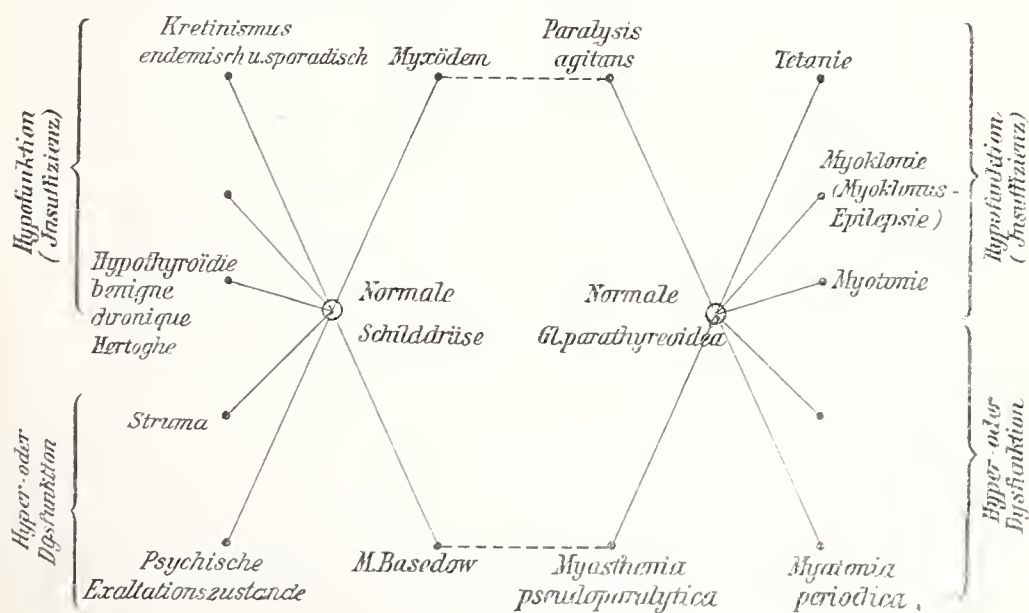 Kretinismus
endemisch u. sporadisch
Myxödem
Paralysis
agitans
Tetanie
Hypofunktion
(Insuffizienz)
Myoklonie
(Myoklonus-
Epilepsie)
Hypofunktion
(Insuffizienz)
Hypothyroïdie
benigne
chronique
Hertoghe
Normale
Schilddrüse
Normale
Gl. parathyreoidea
Myotonie
Struma
Hyper- oder
Dysfunktion
Hyper- oder
Dysfunktion
Psychische
Exaltationszustande
M. Basedow
Myasthenia
pseudoparalytica
Myatonia
periodica.